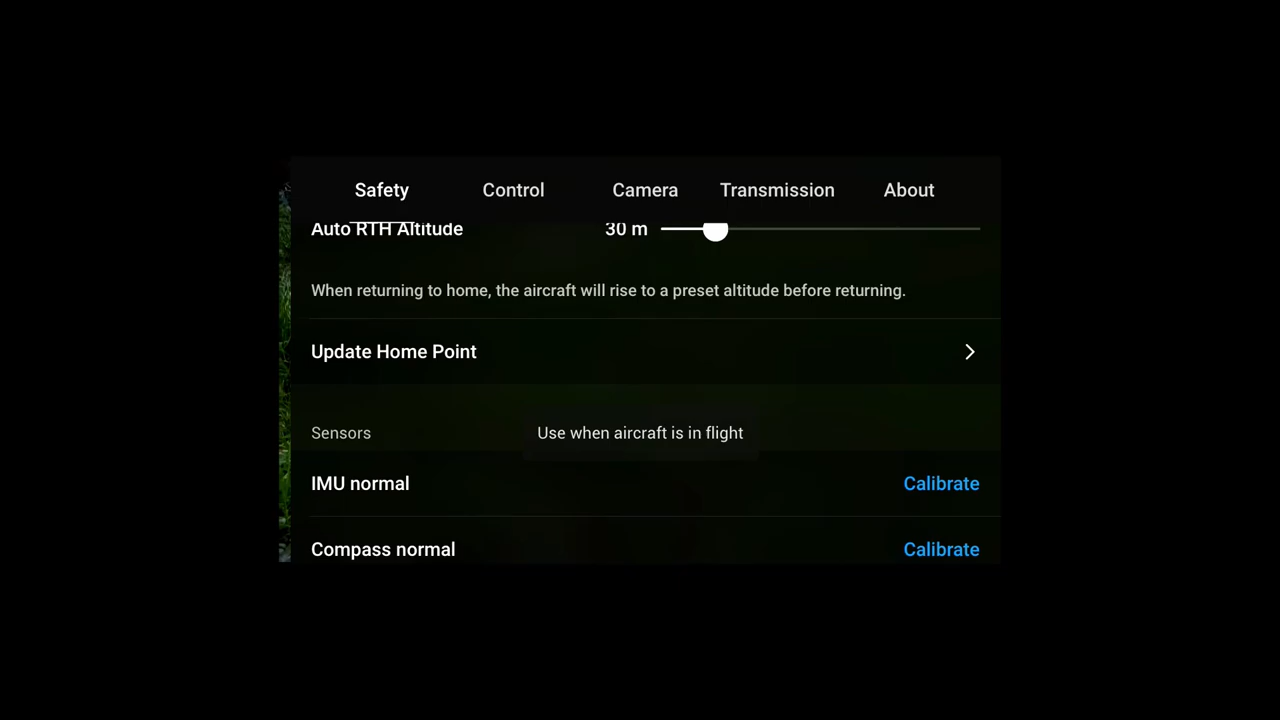 Safety Control Camera Transmission About
Auto RTH Altitude 30 m
When returning to home, the aircraft will rise to a preset altitude before returning.
Update Home Point
Sensors
Use when aircraft is in flight
IMU normal Calibrate
Compass normal Calibrate